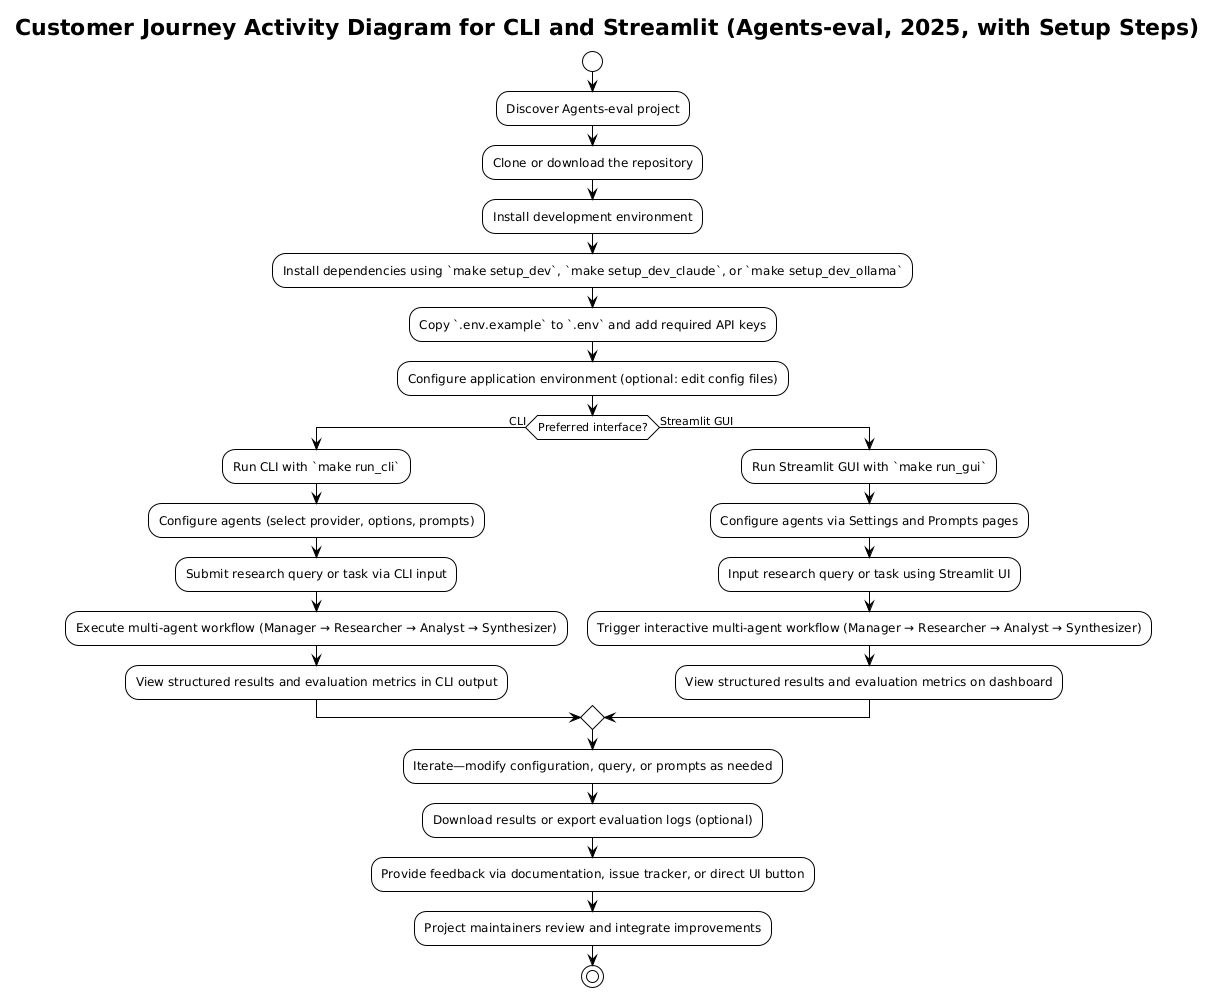 Customer Journey Activity Diagram for CLI and Streamlit (Agents-eval, 2025, with Setup Steps)
Discover Agents-eval project
Clone or download the repository
Install development environment
Install dependencies using `make setup_dev`, `make setup_dev_claude`, or `make setup_dev_ollama`
Copy `.env.example` to `.env` and add required API keys
Configure application environment (optional: edit config files)
Preferred interface?
CLI
Run CLI with `make run_cli`
Configure agents (select provider, options, prompts)
Submit research query or task via CLI input
Execute multi-agent workflow (Manager → Researcher → Analyst → Synthesizer)
View structured results and evaluation metrics in CLI output
Streamlit GUI
Run Streamlit GUI with `make run_gui`
Configure agents via Settings and Prompts pages
Input research query or task using Streamlit UI
Trigger interactive multi-agent workflow (Manager → Researcher → Analyst → Synthesizer)
View structured results and evaluation metrics on dashboard
Iterate—modify configuration, query, or prompts as needed
Download results or export evaluation logs (optional)
Provide feedback via documentation, issue tracker, or direct UI button
Project maintainers review and integrate improvements